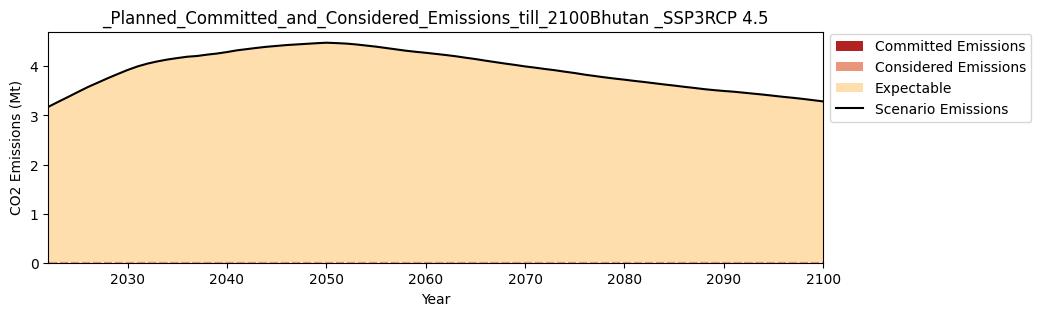 _Planned_Committed_and_Considered_Emissions_till_2100Bhutan _SSP3RCP 4.5
Committed Emissions
Considered Emissions
Expectable
Scenario Emissions
CO2 Emissions (Mt)
4
3
2
1
0
2030 2040 2050 2060 2070 2080 2090 2100
Year